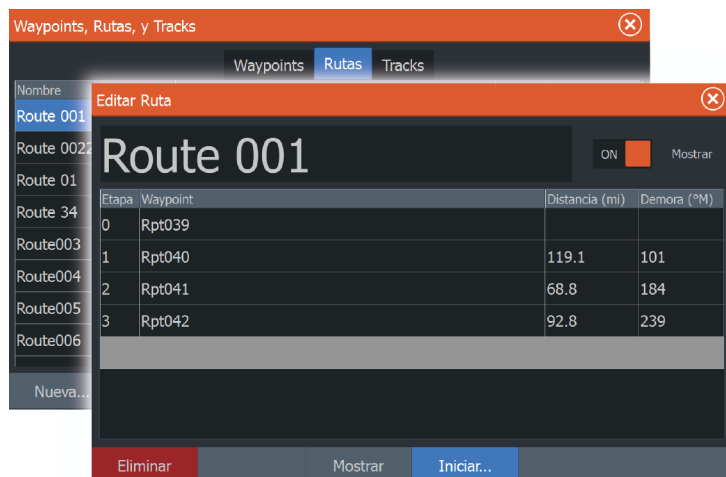 Waypoints, Rutas, y Tracks
Waypoints Rutas Tracks
Nombre
Route 001
Route 0022
Route 01
Route 34
Route003
Route004
Route005
Route006
Nueva...
Editar Ruta
Route 001
ON Mostrar
Etapa Waypoint Distancia (mi) Demora (°M)
0 Rpt039
1 Rpt040 119.1 101
2 Rpt041 68.8 184
3 Rpt042 92.8 239
Eliminar Mostrar Iniciar...